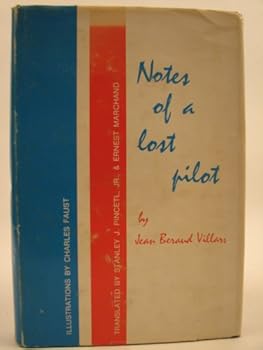 Notes
of a
lost
pilot
by
Jean Beraud Villars
TRANSLATED BY STANLEY J. PINCETL, JR., & ERNEST MARCHAND
ILLUSTRATIONS BY CHARLES FAUST